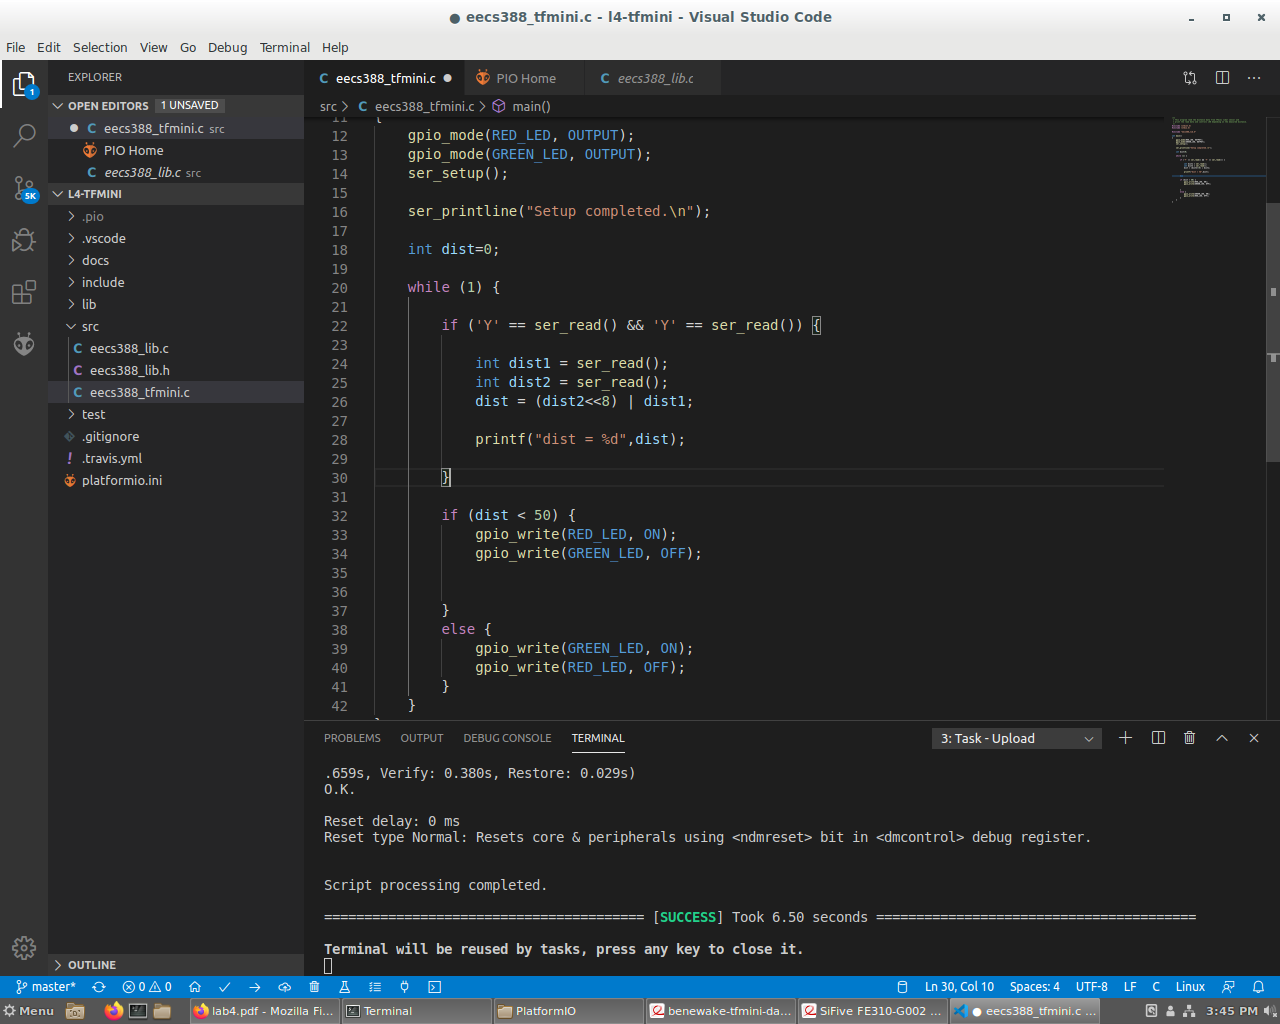 ● eecs388_tfmini.c - l4-tfmini - Visual Studio Code
File Edit Selection View Go Debug Terminal Help
EXPLORER
OPEN EDITORS 1 UNSAVED
● C eecs388_tfmini.c src
PIO Home
C eecs388_lib.c src
L4-TFMINI
.pio
.vscode
docs
include
lib
src
C eecs388_lib.c
C eecs388_lib.h
C eecs388_tfmini.c
test
.gitignore
! .travis.yml
platformio.ini
OUTLINE
1
5K
C eecs388_tfmini.c ● PIO Home C eecs388_lib.c
src > C eecs388_tfmini.c > main()
11 {
12 gpio_mode(RED_LED, OUTPUT);
13 gpio_mode(GREEN_LED, OUTPUT);
14 ser_setup();
15
16 ser_printline("Setup completed.\n");
17
18 int dist=0;
19
20 while (1) {
21
22 if ('Y' == ser_read() && 'Y' == ser_read()) {
23
24 int dist1 = ser_read();
25 int dist2 = ser_read();
26 dist = (dist2<<8) | dist1;
27
28 printf("dist = %d",dist);
29
30 }
31
32 if (dist < 50) {
33 gpio_write(RED_LED, ON);
34 gpio_write(GREEN_LED, OFF);
35
36
37 }
38 else {
39 gpio_write(GREEN_LED, ON);
40 gpio_write(RED_LED, OFF);
41 }
42 }
PROBLEMS OUTPUT DEBUG CONSOLE TERMINAL 3: Task - Upload
.659s, Verify: 0.380s, Restore: 0.029s)
O.K.
Reset delay: 0 ms
Reset type Normal: Resets core & peripherals using <ndmreset> bit in <dmcontrol> debug register.
Script processing completed.
======================================== [SUCCESS] Took 6.50 seconds ========================================
Terminal will be reused by tasks, press any key to close it.
master* 0 0 Ln 30, Col 10 Spaces: 4 UTF-8 LF C Linux
Menu lab4.pdf - Mozilla Fi... Terminal PlatformIO benewake-tfmini-da... SiFive FE310-G002 ... ● eecs388_tfmini.c ... 3:45 PM